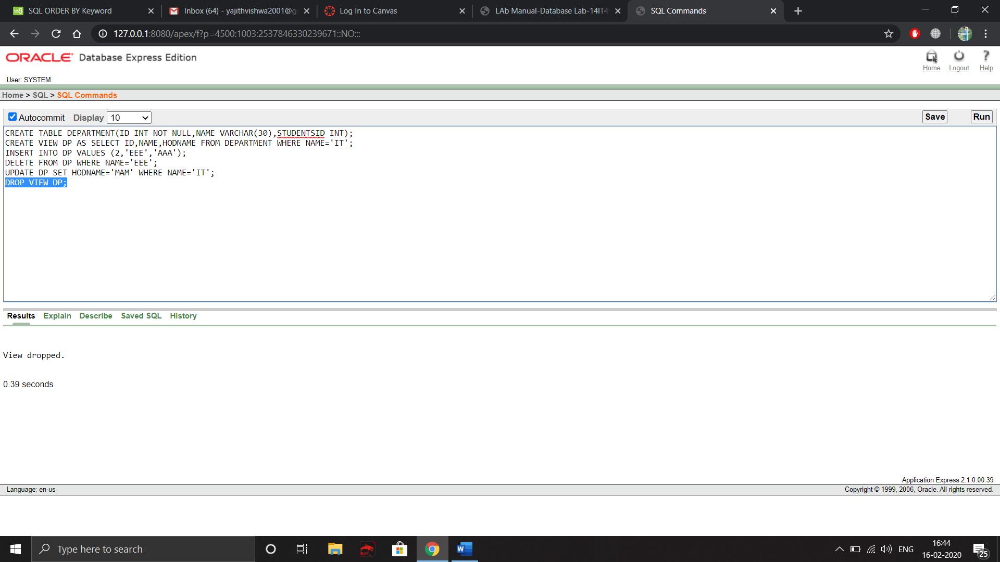 SQL ORDER BY Keyword
Inbox (64) - yajithvishwa2001@g
Log In to Canvas
LAb Manual-Database Lab-14IT4
SQL Commands
127.0.0.1:8080/apex/f?p=4500:1003:2537846330239671::NO:::
ORACLE Database Express Edition
Home Logout Help
User: SYSTEM
Home > SQL > SQL Commands
Autocommit Display 10 Save Run
CREATE TABLE DEPARTMENT(ID INT NOT NULL,NAME VARCHAR(30),STUDENTSID INT);
CREATE VIEW DP AS SELECT ID,NAME,HODNAME FROM DEPARTMENT WHERE NAME='IT';
INSERT INTO DP VALUES (2,'EEE','AAA');
DELETE FROM DP WHERE NAME='EEE';
UPDATE DP SET HODNAME='MAM' WHERE NAME='IT';
DROP VIEW DP;
Results Explain Describe Saved SQL History
View dropped.
0.39 seconds
Application Express 2.1.0.00.39
Language: en-us Copyright © 1999, 2006, Oracle. All rights reserved.
Type here to search
ENG
16:44
16-02-2020
25